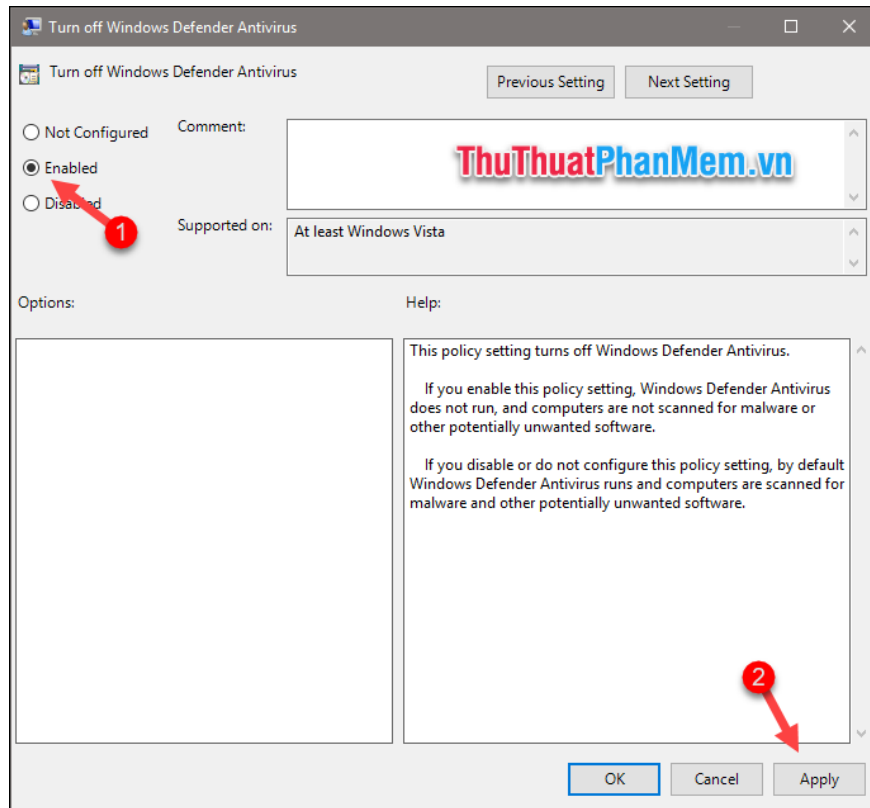 Turn off Windows Defender Antivirus
Turn off Windows Defender Antivirus
Previous Setting
Next Setting
Not Configured
Comment:
ThuThuatPhanMem.vn
Enabled
Disabled
1
Supported on:
At least Windows Vista
Options:
Help:
This policy setting turns off Windows Defender Antivirus.
If you enable this policy setting, Windows Defender Antivirus
does not run, and computers are not scanned for malware or
other potentially unwanted software.
If you disable or do not configure this policy setting, by default
Windows Defender Antivirus runs and computers are scanned for
malware and other potentially unwanted software.
2
OK
Cancel
Apply